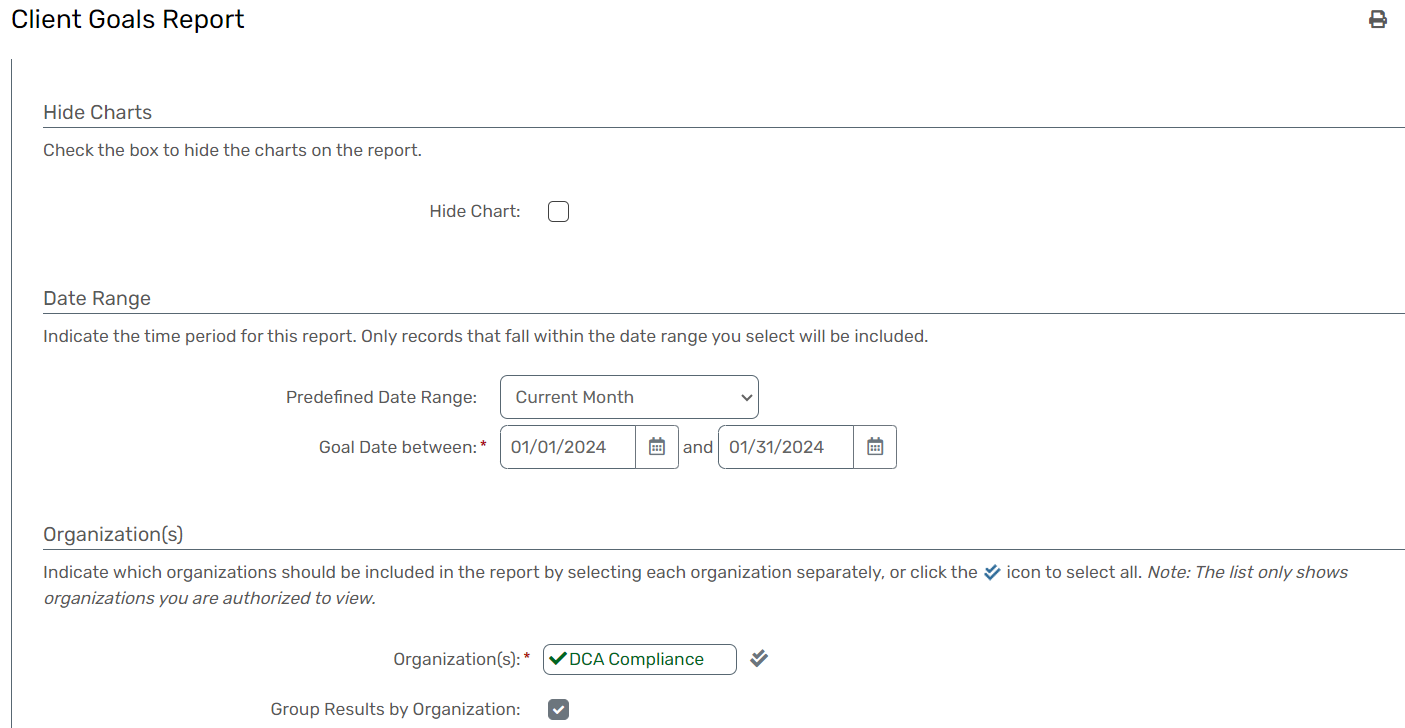 Client Goals Report
Hide Charts
Check the box to hide the charts on the report.
Hide Chart:
Date Range
Indicate the time period for this report. Only records that fall within the date range you select will be included.
Predefined Date Range: Current Month
Goal Date between:* 01/01/2024 and 01/31/2024
Organization(s)
Indicate which organizations should be included in the report by selecting each organization separately, or click the icon to select all. Note: The list only shows
organizations you are authorized to view.
Organization(s):* DCA Compliance
Group Results by Organization: